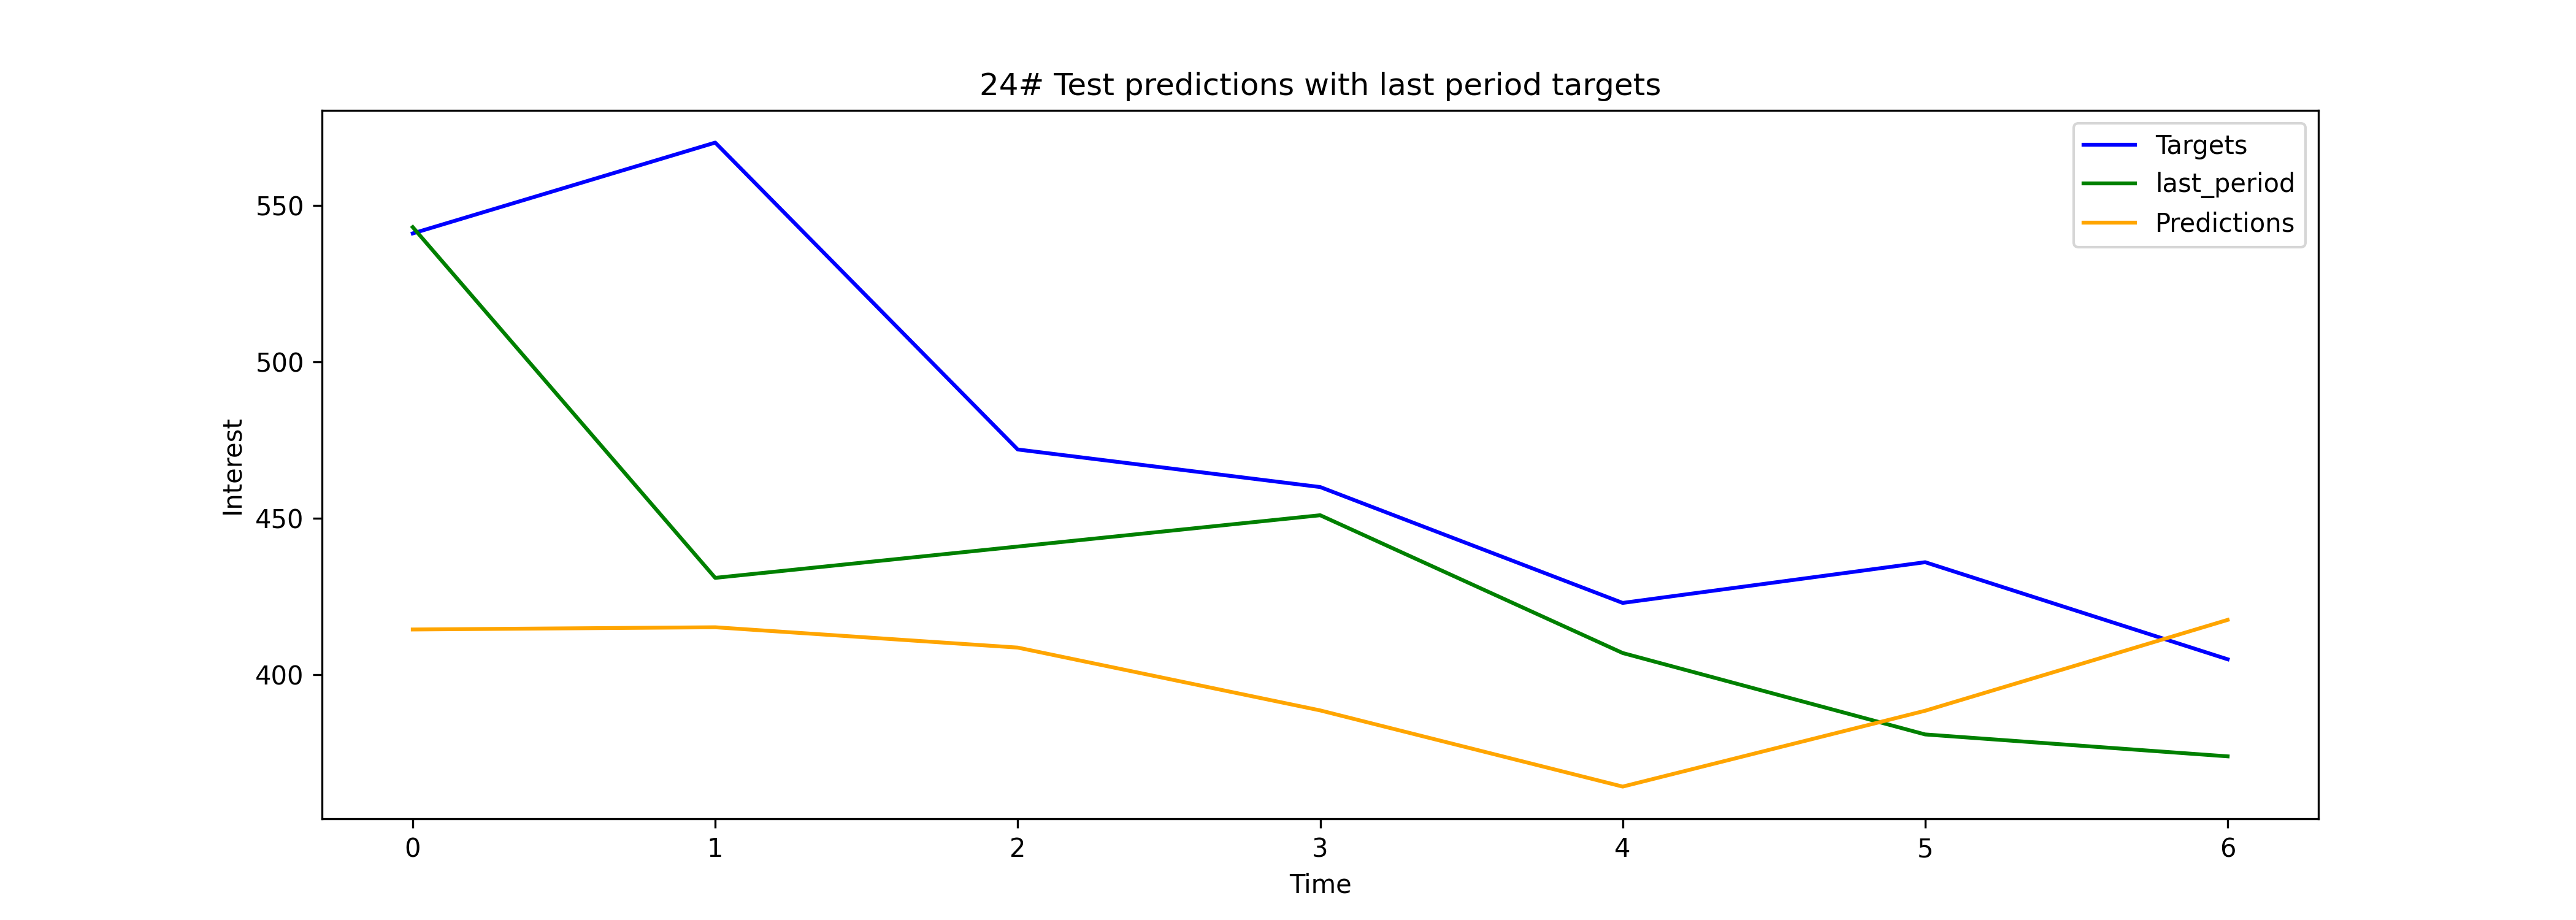 24# Test predictions with last period targets
Targets
last_period
Predictions
550
500
450
400
Interest
0 1 2 3 4 5 6
Time